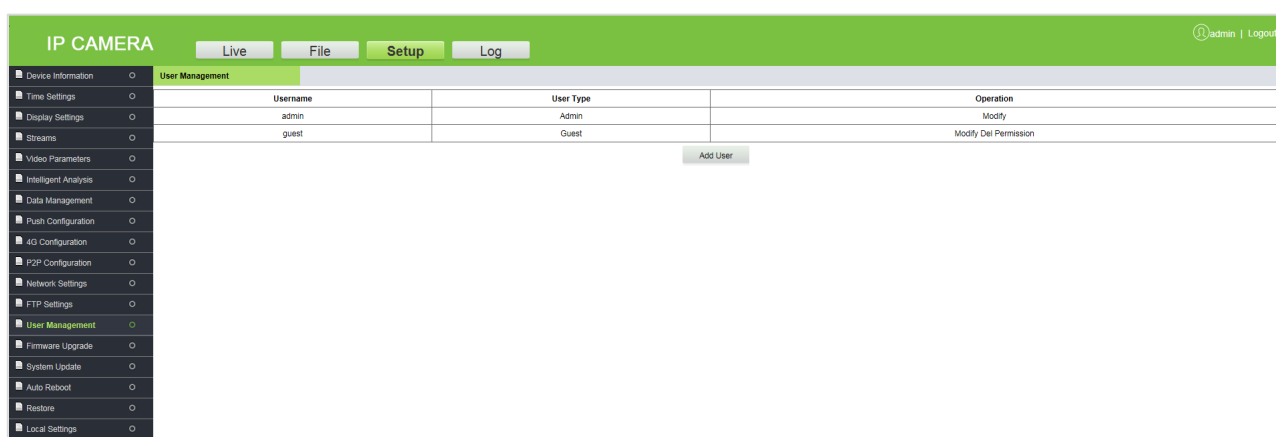 IP CAMERA
Live File Setup Log
admin | Logout
Device Information
Time Settings
Display Settings
Streams
Video Parameters
Intelligent Analysis
Data Management
Push Configuration
4G Configuration
P2P Configuration
Network Settings
FTP Settings
User Management
Firmware Upgrade
System Update
Auto Reboot
Restore
Local Settings
User Management
Username User Type Operation
admin Admin Modify
guest Guest Modify Del Permission
Add User